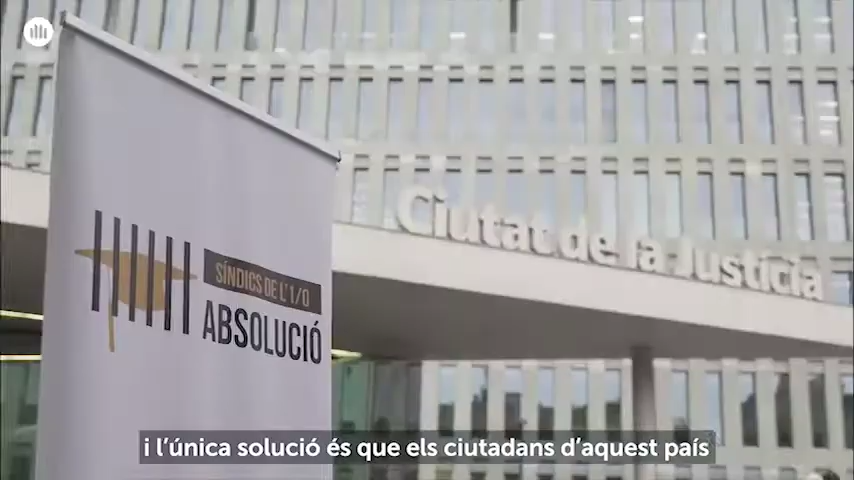 Ciutat de la Justícia
SÍNDICS DE L'1/O
ABSOLUCIÓ
i l'única solució és que els ciutadans d'aquest país